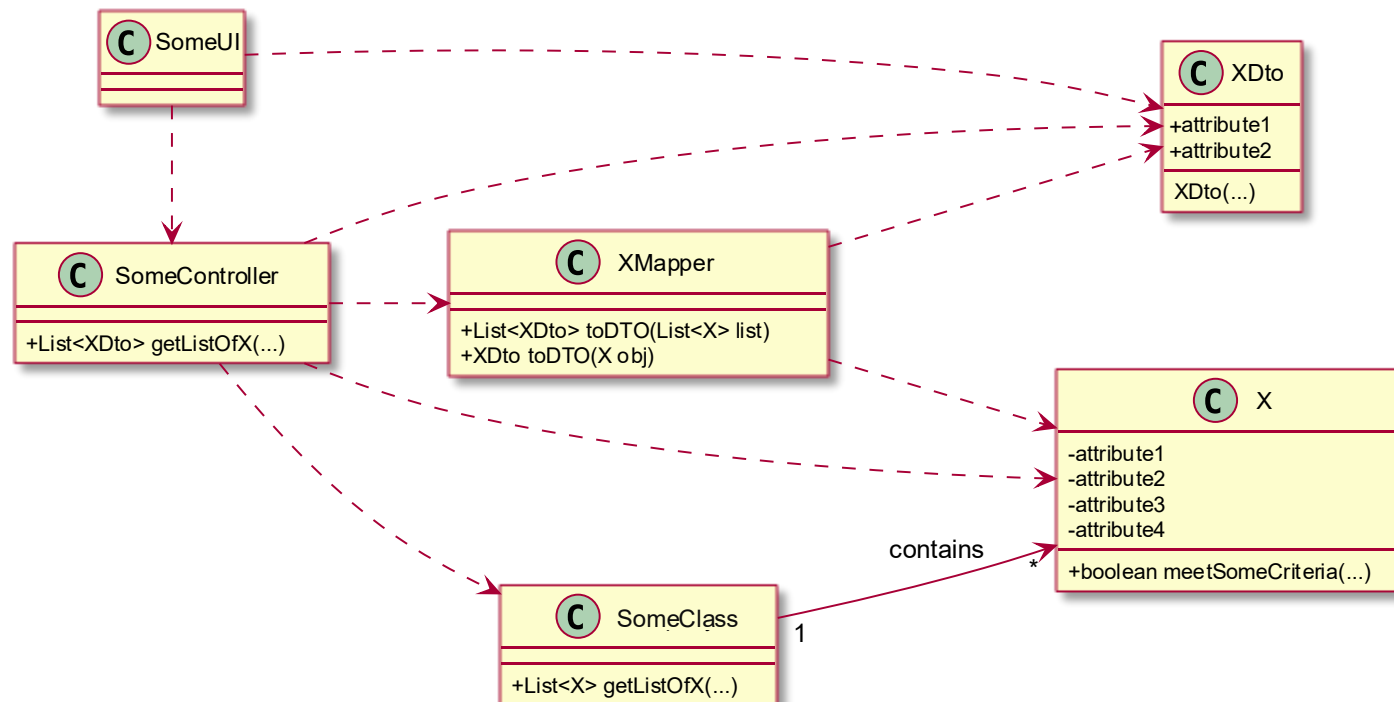 C SomeUI
C XDto
+attribute1
+attribute2
XDto(...)
C SomeController
+List<XDto> getListOfX(...)
C XMapper
+List<XDto> toDTO(List<X> list)
+XDto toDTO(X obj)
C X
-attribute1
-attribute2
-attribute3
-attribute4
+boolean meetSomeCriteria(...)
contains
*
1
C SomeClass
+List<X> getListOfX(...)